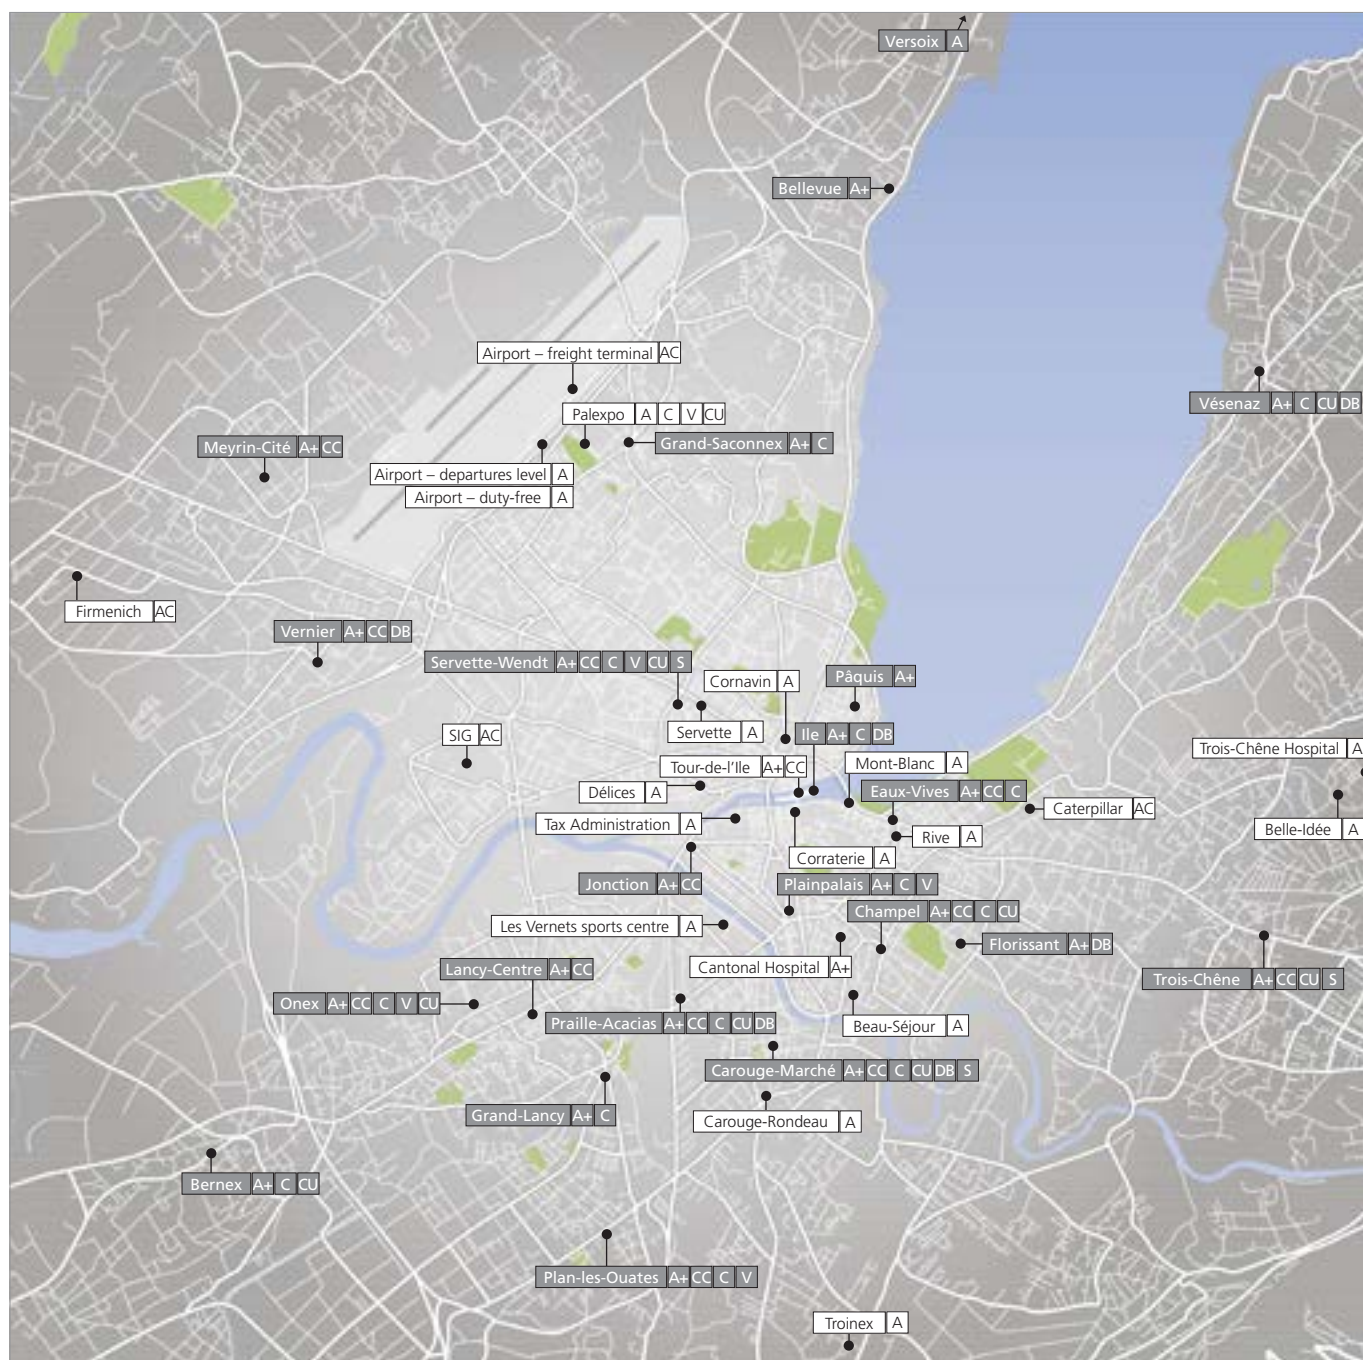 Versoix A
Bellevue A+
Airport – freight terminal AC
Vésenaz A+ C CU DB
Palexpo A C V CU
Meyrin-Cité A+ CC
Grand-Saconnex A+ C
Airport – departures level A
Airport – duty-free A
Firmenich AC
Vernier A+ CC DB
Servette-Wendt A+ CC C V CU S
Cornavin A
Pâquis A+
SIG AC
Servette A
Ile A+ C DB
Trois-Chêne Hospital A
Tour-de-l'Ile A+ CC
Mont-Blanc A
Délices A
Eaux-Vives A+ CC C
Caterpillar AC
Tax Administration A
Belle-Idée A
Rive A
Corraterie A
Jonction A+ CC
Plainpalais A+ C V
Champel A+ CC C CU
Les Vernets sports centre A
Florissant A+ DB
Lancy-Centre A+ CC
Cantonal Hospital A+
Trois-Chêne A+ CC CU S
Onex A+ CC C V CU
Praille-Acacias A+ CC C CU DB
Beau-Séjour A
Carouge-Marché A+ CC C CU DB S
Grand-Lancy A+ C
Carouge-Rondeau A
Bernex A+ C CU
Plan-les-Ouates A+ CC C V
Troinex A